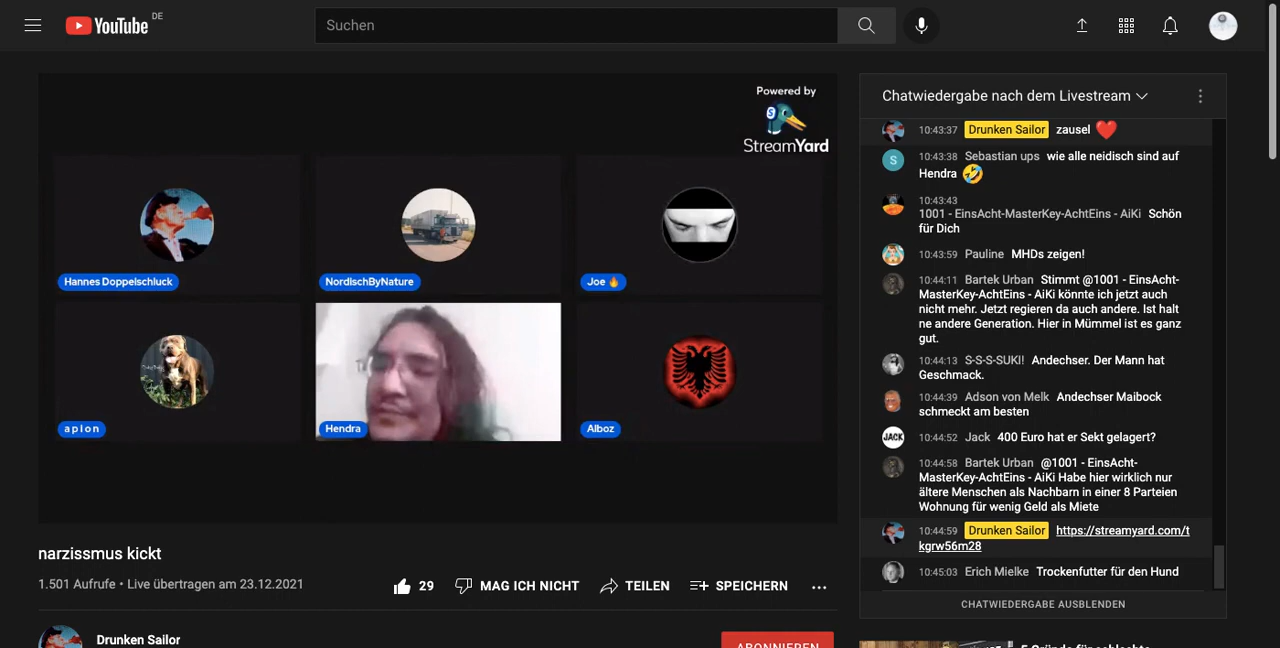 YouTube DE
Suchen
Powered by
StreamYard
Hannes Doppelschluck
NordischByNature
Joe 🔥
a p i o n
Hendra
Alboz
narzissmus kickt
1.501 Aufrufe • Live übertragen am 23.12.2021
29
MAG ICH NICHT
TEILEN
SPEICHERN
Drunken Sailor
ABONNIEREN
Chatwiedergabe nach dem Livestream
10:43:37 Drunken Sailor zausel ❤️
S
10:43:38 Sebastian ups wie alle neidisch sind auf
Hendra 🤣
10:43:43
1001 - EinsAcht-MasterKey-AchtEins - AiKi Schön
für Dich
10:43:59 Pauline MHDs zeigen!
10:44:11 Bartek Urban Stimmt @1001 - EinsAcht-
MasterKey-AchtEins - AiKi könnte ich jetzt auch
nicht mehr. Jetzt regieren da auch andere. Ist halt
ne andere Generation. Hier in Mümmel ist es ganz
gut.
10:44:13 S-S-S-SUKI! Andechser. Der Mann hat
Geschmack.
10:44:39 Adson von Melk Andechser Maibock
schmeckt am besten
JACK
10:44:52 Jack 400 Euro hat er Sekt gelagert?
10:44:58 Bartek Urban @1001 - EinsAcht-
MasterKey-AchtEins - AiKi Habe hier wirklich nur
ältere Menschen als Nachbarn in einer 8 Parteien
Wohnung für wenig Geld als Miete
10:44:59 Drunken Sailor https://streamyard.com/t
kgrw56m28
10:45:03 Erich Mielke Trockenfutter für den Hund
CHATWIEDERGABE AUSBLENDEN
5 Gründe für schlechte